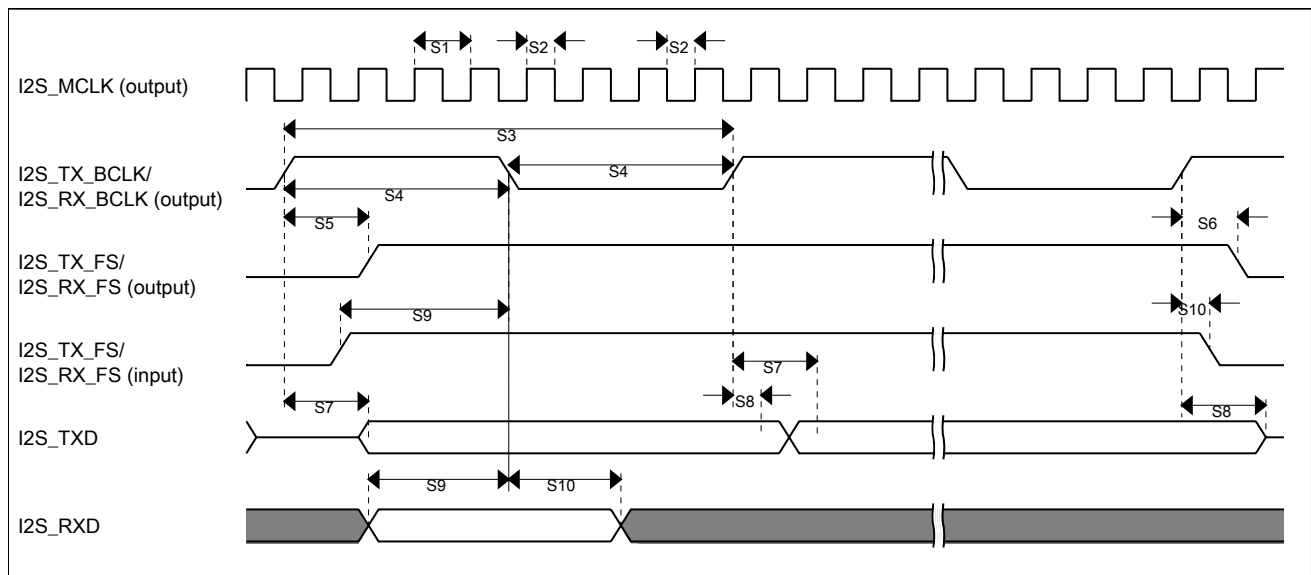 S1
S2
S2
I2S_MCLK (output)
S3
I2S_TX_BCLK/
I2S_RX_BCLK (output)
S4
S4
S5
S6
I2S_TX_FS/
I2S_RX_FS (output)
S9
S10
I2S_TX_FS/
I2S_RX_FS (input)
S7
S7
S8
S8
I2S_TXD
S9
S10
I2S_RXD